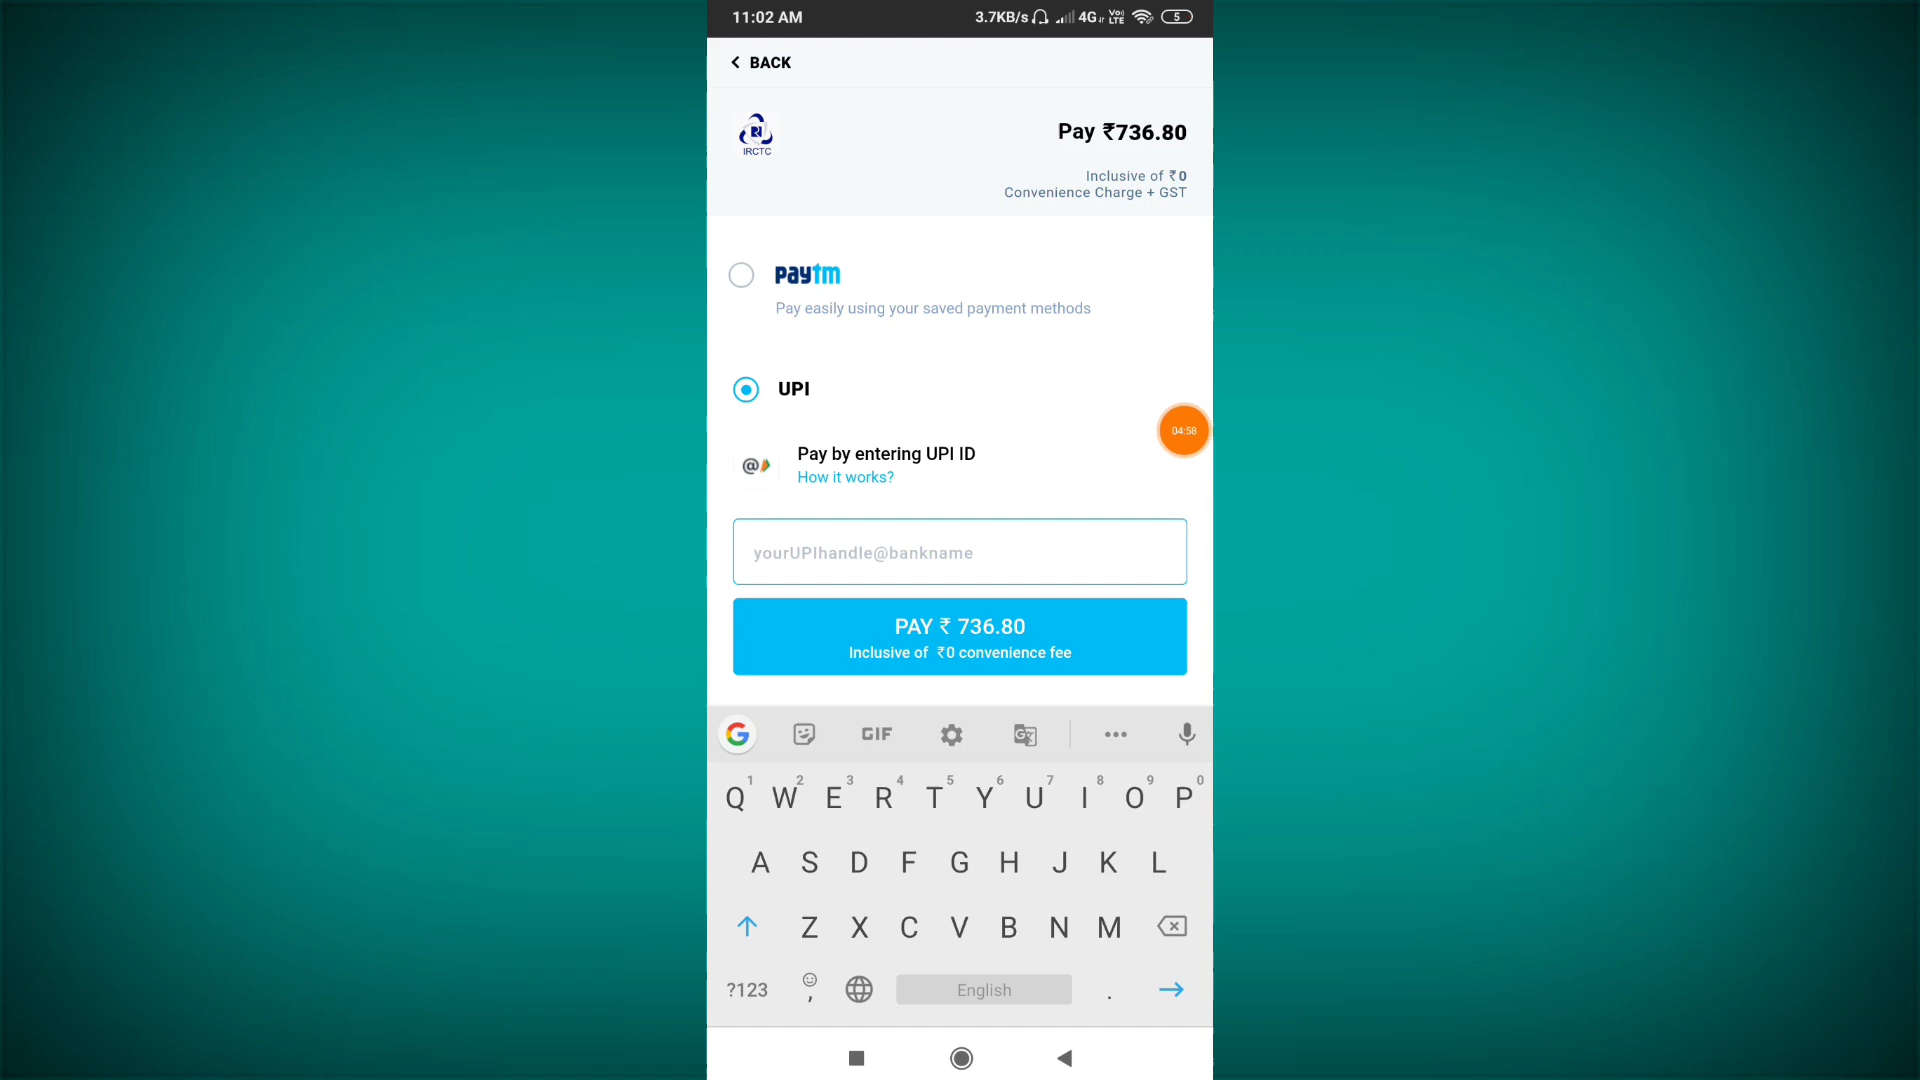 11:02 AM 3.7KB/s 4G Vo) LTE 5
BACK
IRCTC
Pay ₹736.80
Inclusive of ₹0
Convenience Charge + GST
paytm
Pay easily using your saved payment methods
UPI
04:58
Pay by entering UPI ID
@
How it works?
yourUPIhandle@bankname
PAY ₹ 736.80
Inclusive of ₹0 convenience fee
G GIF G
1 2 3 4 5 6 7 8 9 0
Q W E R T Y U I O P
A S D F G H J K L
Z X C V B N M
?123 , English .